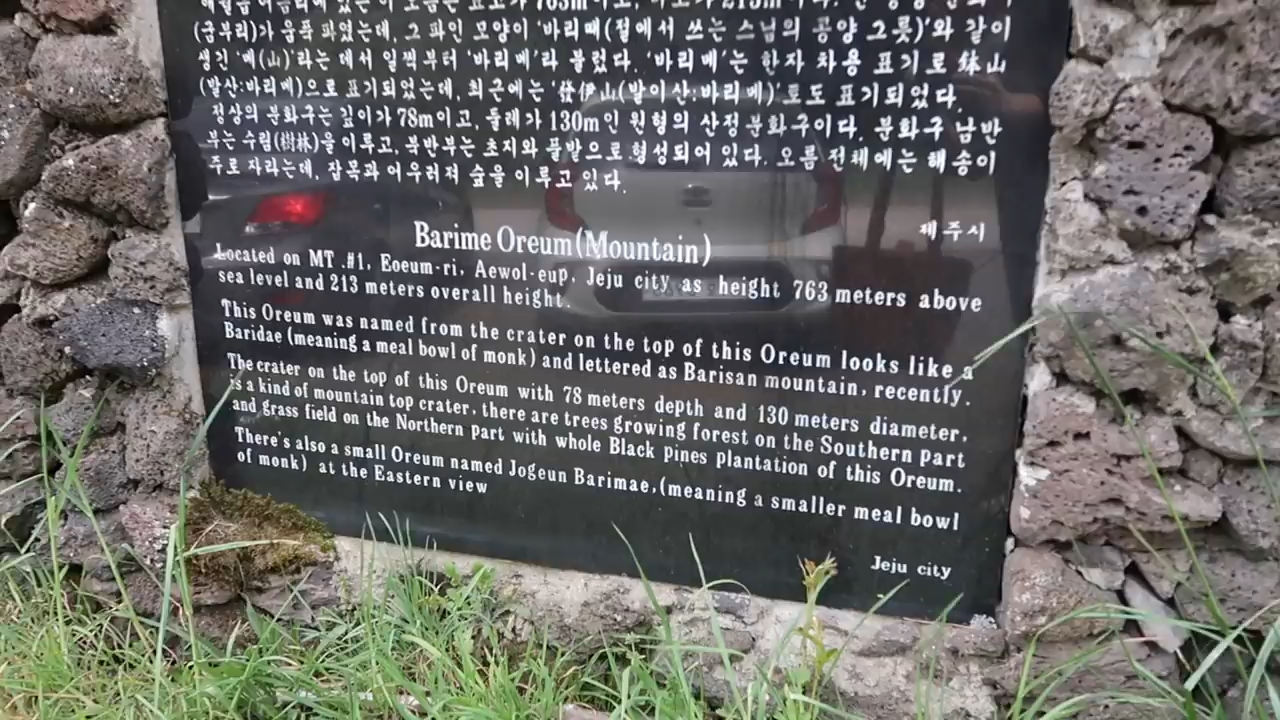 (굼부리)가 움푹 파였는데, 그 파인 모양이 '바리때(절에서 쓰는 스님의 공양 그릇)'와 같이
생긴 '메(山)'라는 데서 일찍부터 '바리메'라 불렀다. '바리메'는 한자 차용 표기로 鉢山
(발산:바리메)으로 표기되었는데, 최근에는 '發伊山(발이산:바리메)'로도 표기되었다.
정상의 분화구는 깊이가 78m이고, 둘레가 130m인 원형의 산정분화구이다. 분화구 남반
부는 수림(樹林)을 이루고, 북반부는 초지와 풀밭으로 형성되어 있다. 오름 전체에는 해송이
주로 자라는데, 잡목과 어우러져 숲을 이루고 있다.
제주시
Barime Oreum(Mountain)
Located on MT .#1, Eoeum-ri, Aewol-eup, Jeju city as height 763 meters above
sea level and 213 meters overall height.
This Oreum was named from the crater on the top of this Oreum looks like a
Baridae (meaning a meal bowl of monk) and lettered as Barisan mountain, recently.
The crater on the top of this Oreum with 78 meters depth and 130 meters diameter,
is a kind of mountain top crater, there are trees growing forest on the Southern part
and grass field on the Northern part with whole Black Pines plantation of this Oreum.
There's also a small Oreum named Jogeun Barimae,(meaning a smaller meal bowl
of monk) at the Eastern view
Jeju city